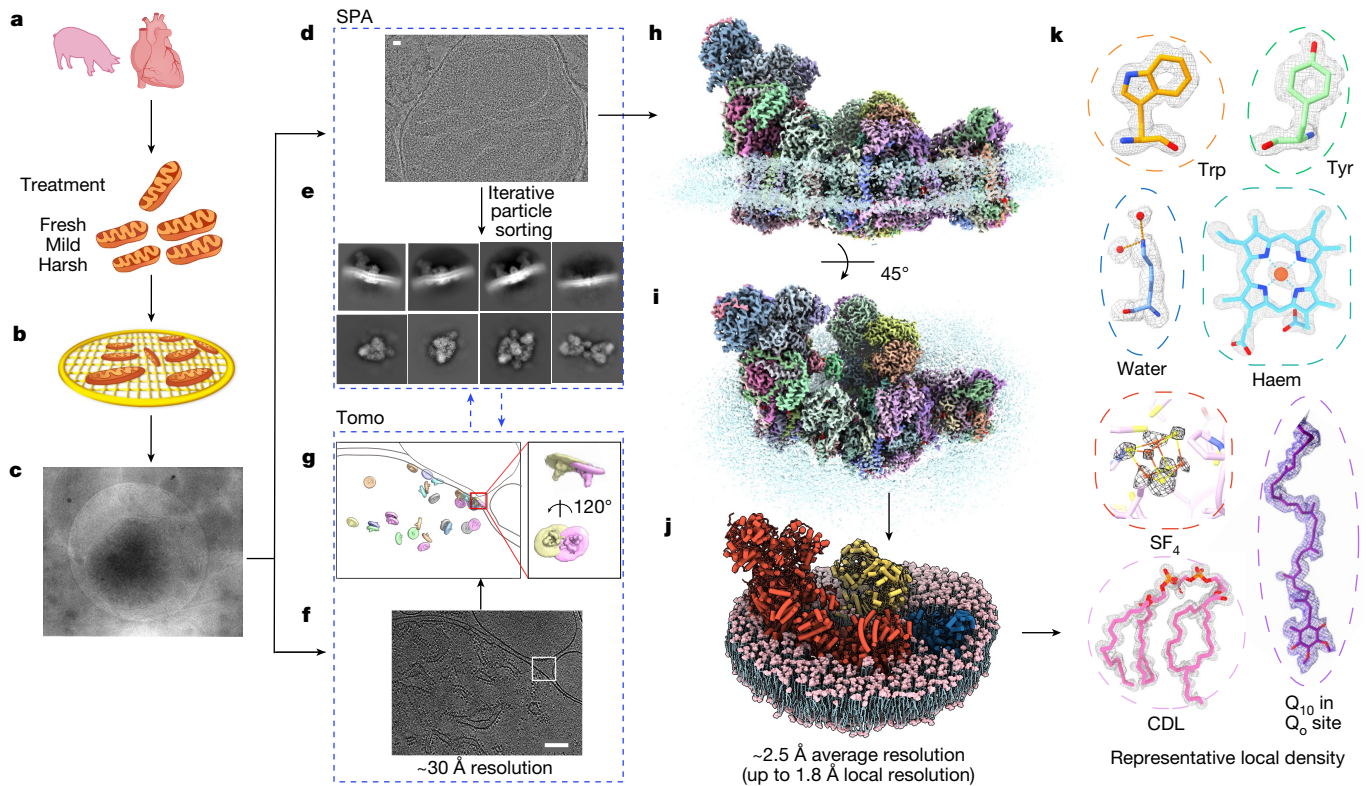 a
Treatment
Fresh
Mild
Harsh
b
c
SPA
d
e
Iterative
particle
sorting
Tomo
g
120°
f
~30 Å resolution
h
45°
i
j
~2.5 Å average resolution
(up to 1.8 Å local resolution)
k
Trp
Tyr
Water
Haem
SF4
CDL
Q10 in
Qo site
Representative local density